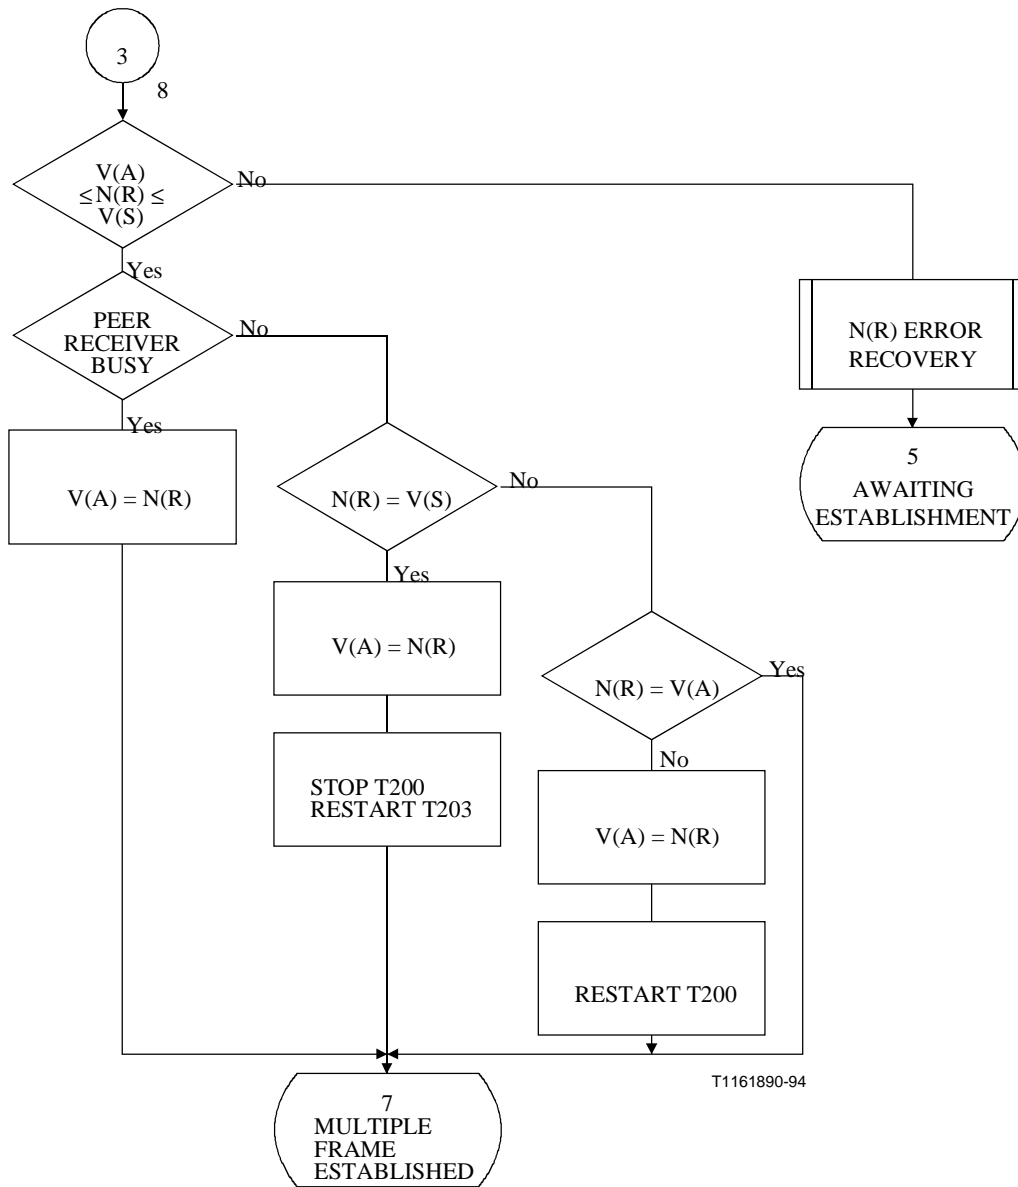 3
8
V(A)
≤N(R) ≤
V(S)
No
Yes
PEER
RECEIVER
BUSY
No
Yes
N(R) ERROR
RECOVERY
V(A) = N(R)
N(R) = V(S)
No
5
AWAITING
ESTABLISHMENT
Yes
V(A) = N(R)
N(R) = V(A)
Yes
No
STOP T200
RESTART T203
V(A) = N(R)
RESTART T200
T1161890-94
7
MULTIPLE
FRAME
ESTABLISHED